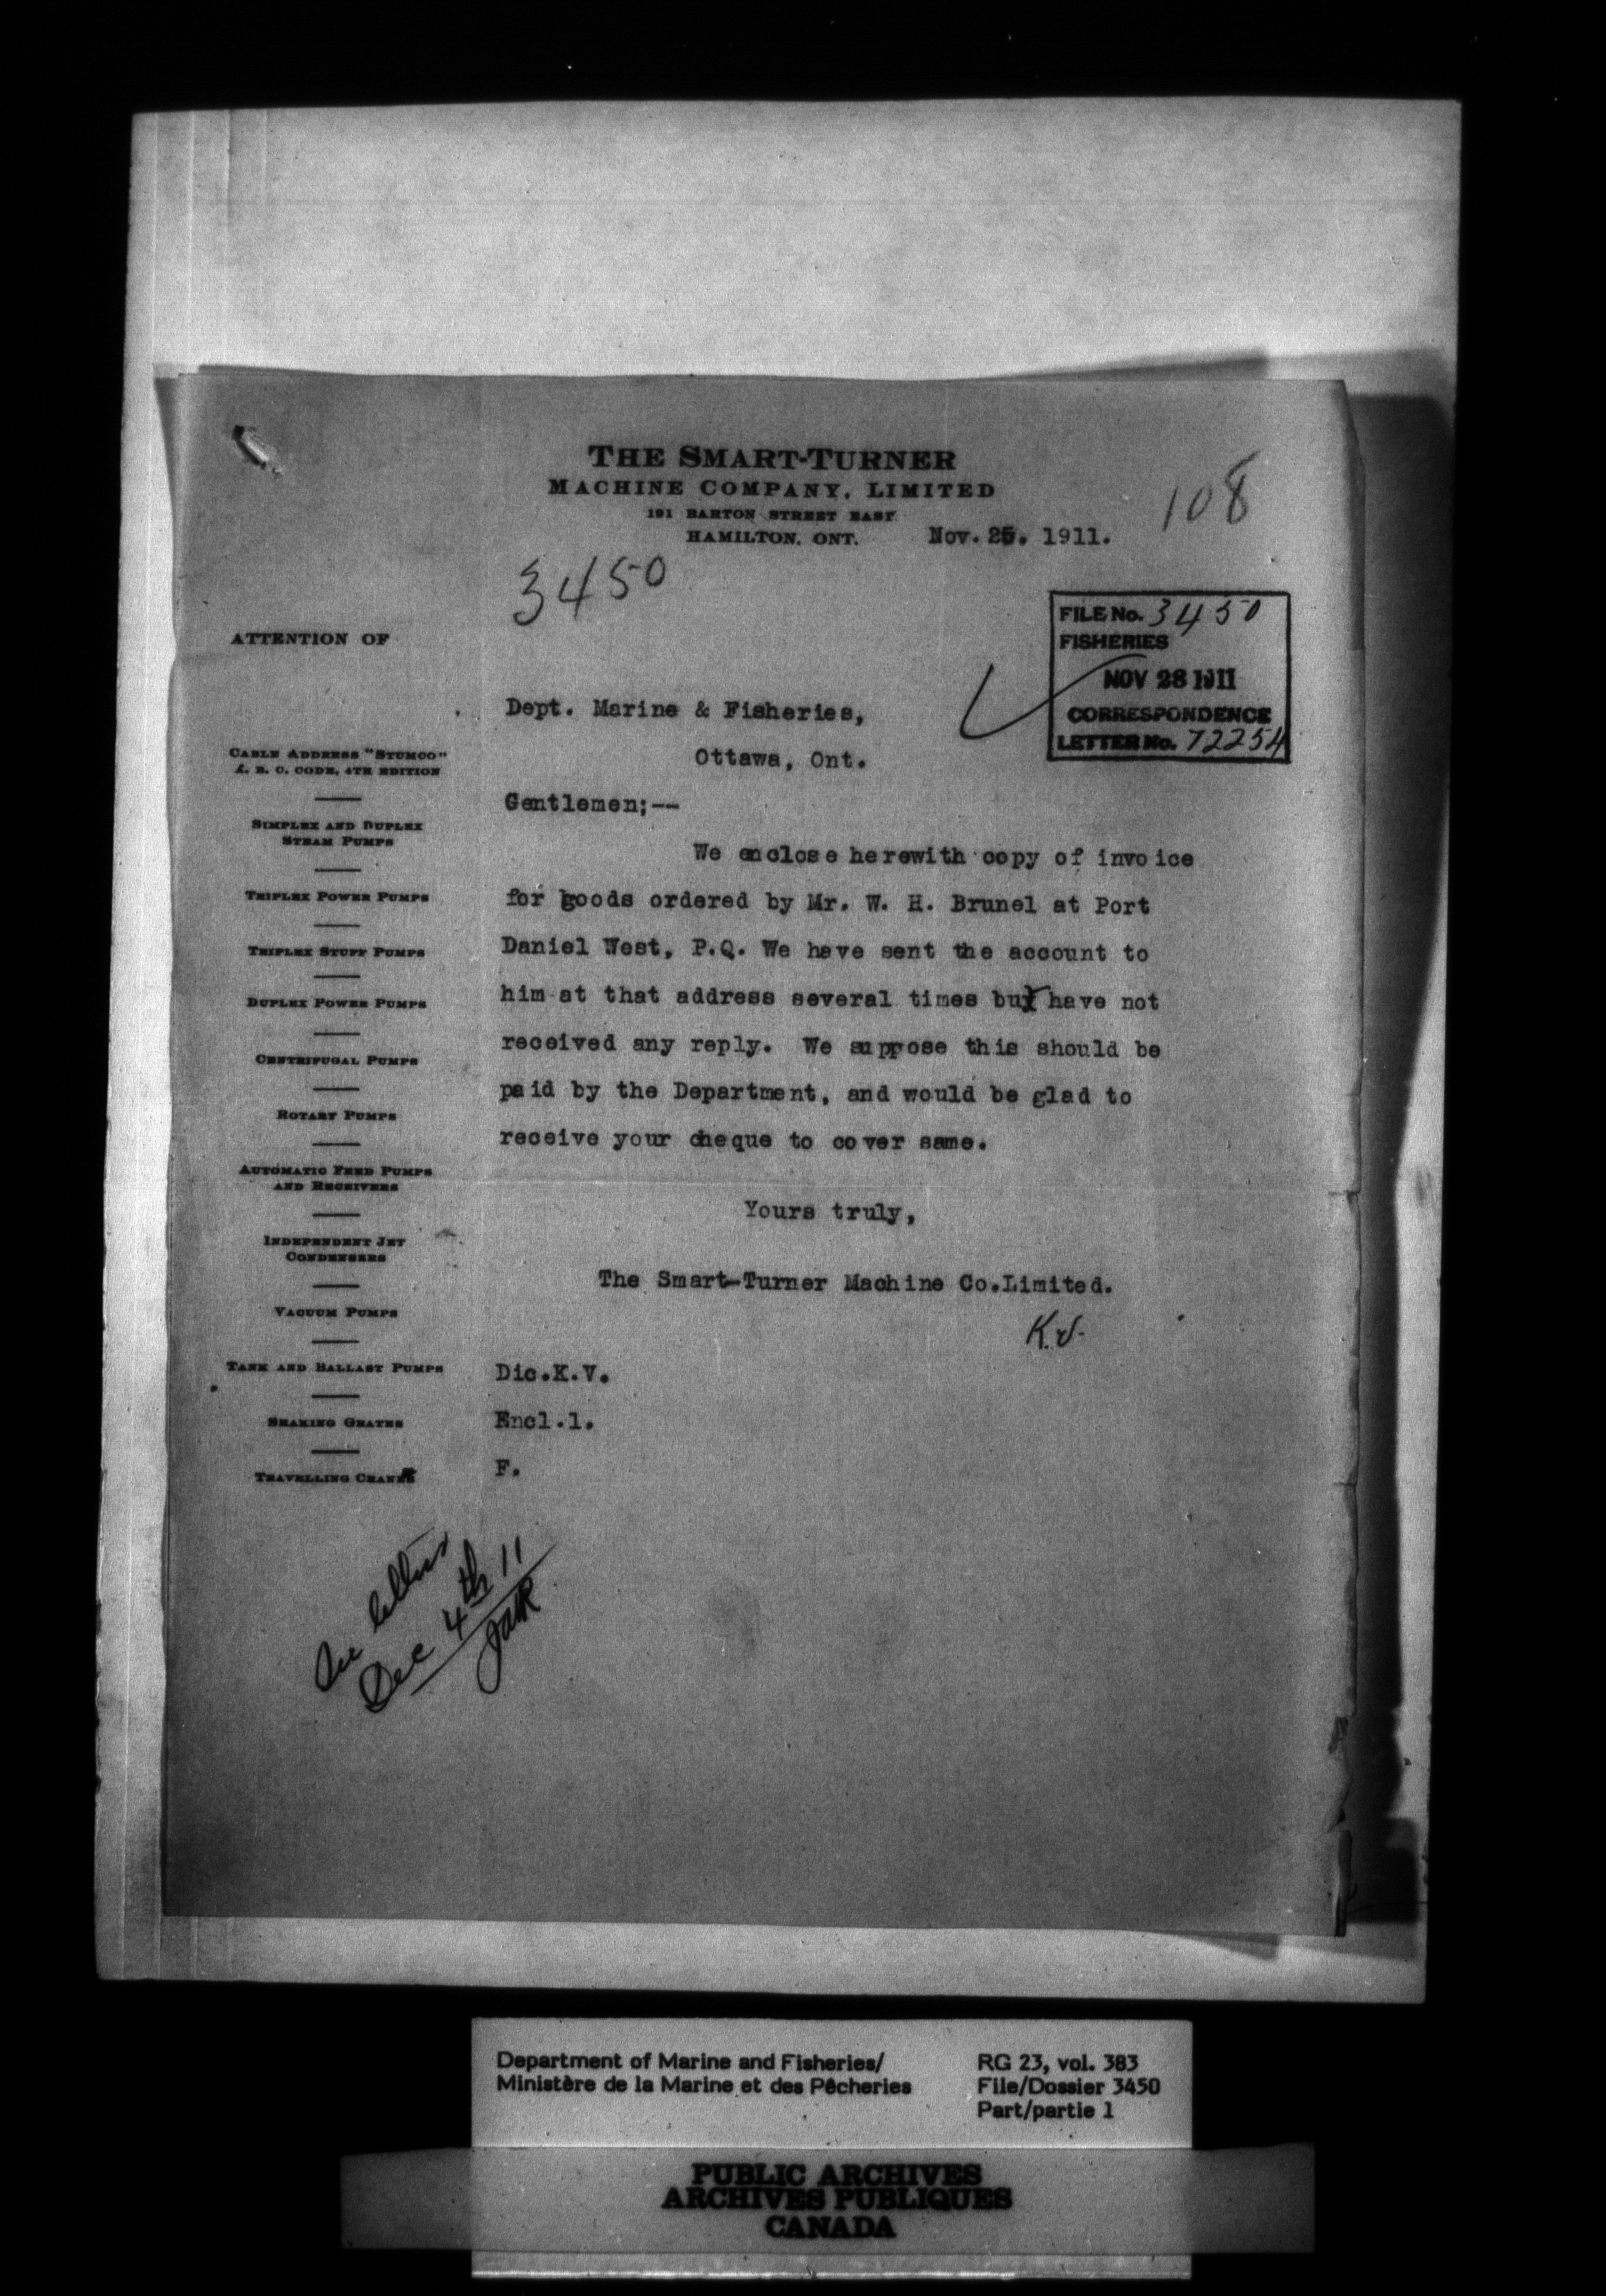 THE SMART-TURNER
MACHINE COMPANY, LIMITED
191 BARTON STREET EAST
HAMILTON, ONT.
Nov. 25. 1911.
108
3450
ATTENTION OF
FILE No. 3450
FISHERIES
NOV 28 1911
CORRESPONDENCE
LETTER No. 72254
Dept. Marine & Fisheries,
Ottawa, Ont.
Gentlemen;--
We enclose herewith copy of invoice
for goods ordered by Mr. W. H. Brunel at Port
Daniel West, P.Q. We have sent the account to
him at that address several times but have not
received any reply. We suppose this should be
paid by the Department, and would be glad to
receive your cheque to cover same.
Yours truly,
The Smart-Turner Machine Co.Limited.
K.V.
Dic.K.V.
Encl.1.
F.
CABLE ADDRESS "STUMCO"
A. B. C. CODE, 4TH EDITION
SIMPLEX AND DUPLEX
STEAM PUMPS
TRIPLEX POWER PUMPS
TRIPLEX STUFF PUMPS
DUPLEX POWER PUMPS
CENTRIFUGAL PUMPS
ROTARY PUMPS
AUTOMATIC FEED PUMPS
AND RECEIVERS
INDEPENDENT JET
CONDENSERS
VACUUM PUMPS
TANK AND BALLAST PUMPS
SHAKING GRATES
TRAVELLING CRANES
See letter
Dec 4th 11
Department of Marine and Fisheries/
Ministère de la Marine et des Pêcheries
RG 23, vol. 383
File/Dossier 3450
Part/partie 1
PUBLIC ARCHIVES
ARCHIVES PUBLIQUES
CANADA